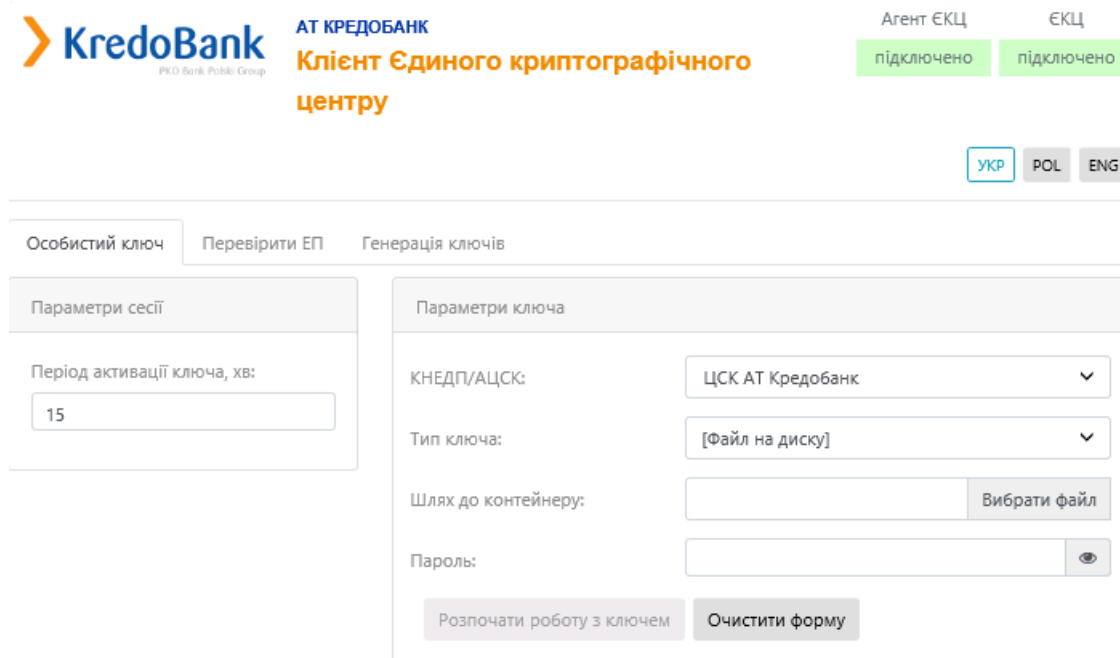 KredoBank
PKO Bank Polski Group
АТ КРЕДОБАНК
Клієнт Єдиного криптографічного
центру
Агент ЄКЦ
ЄКЦ
підключено
підключено
УКР
POL
ENG
Особистий ключ
Перевірити ЕП
Генерація ключів
Параметри сесії
Період активації ключа, хв:
15
Параметри ключа
КНЕДП/АЦСК:
ЦСК АТ Кредобанк
Тип ключа:
[Файл на диску]
Шлях до контейнеру:
Вибрати файл
Пароль:
Розпочати роботу з ключем
Очистити форму